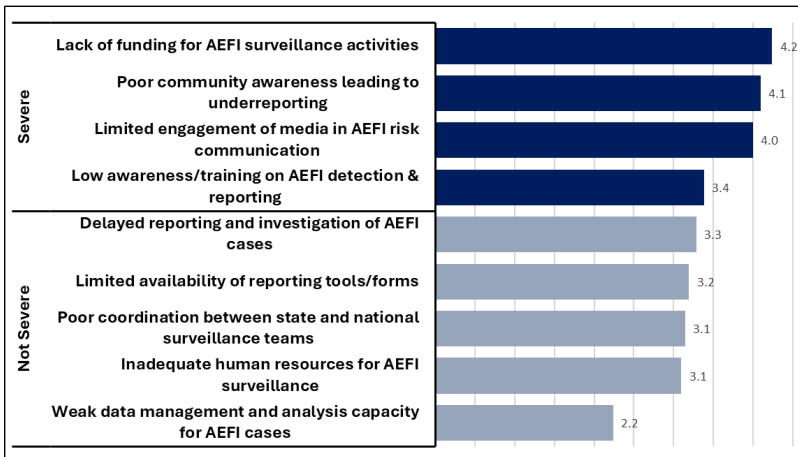 Severe
Lack of funding for AEFI surveillance activities
4.2
Poor community awareness leading to
underreporting
4.1
Limited engagement of media in AEFI risk
communication
4.0
Low awareness/training on AEFI detection &
reporting
3.4
Not Severe
Delayed reporting and investigation of AEFI
cases
3.3
Limited availability of reporting tools/forms
3.2
Poor coordination between state and national
surveillance teams
3.1
Inadequate human resources for AEFI
surveillance
3.1
Weak data management and analysis capacity
for AEFI cases
2.2